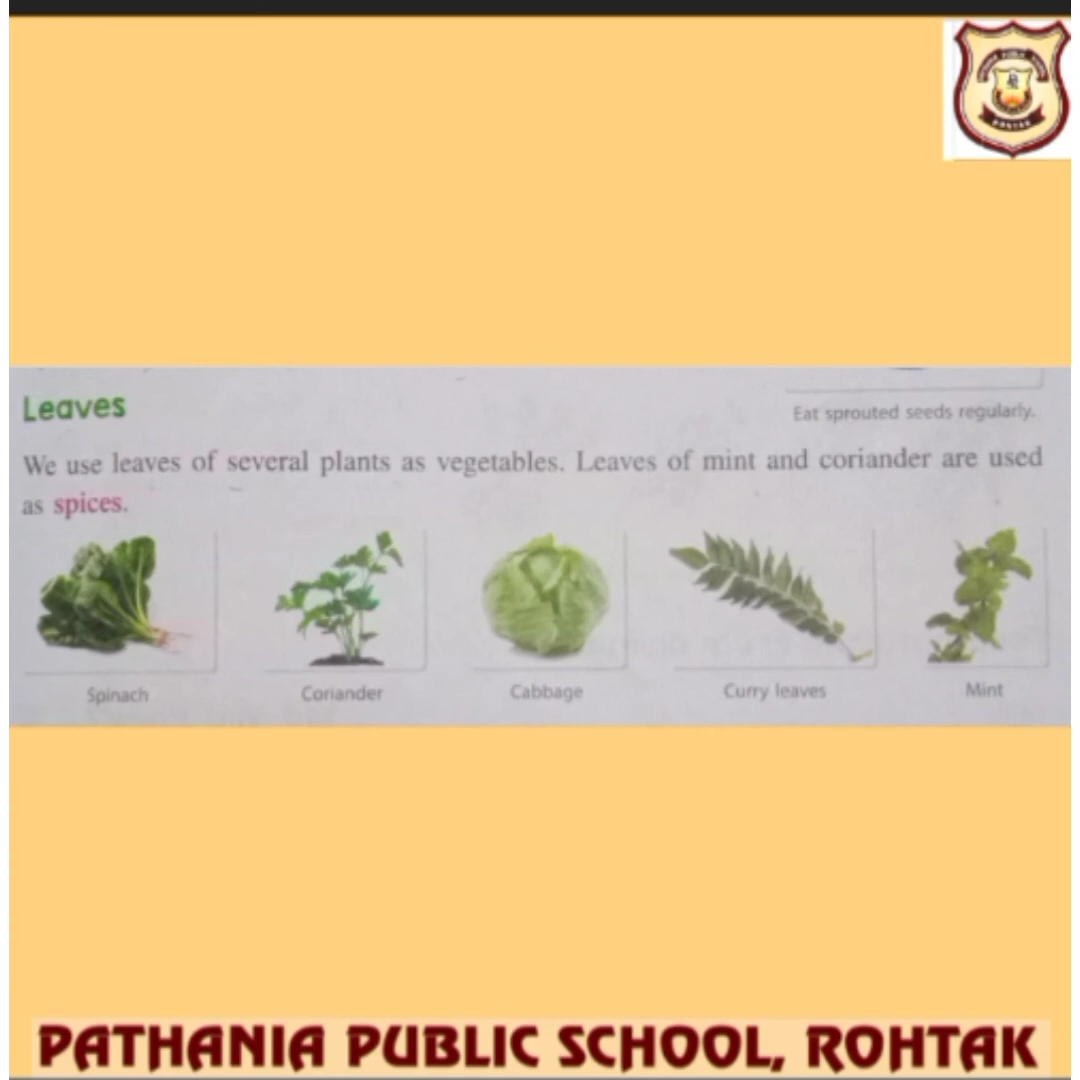 Leaves
Eat sprouted seeds regularly.
We use leaves of several plants as vegetables. Leaves of mint and coriander are used
as spices.
Spinach
Coriander
Cabbage
Curry leaves
Mint
PATHANIA PUBLIC SCHOOL, ROHTAK